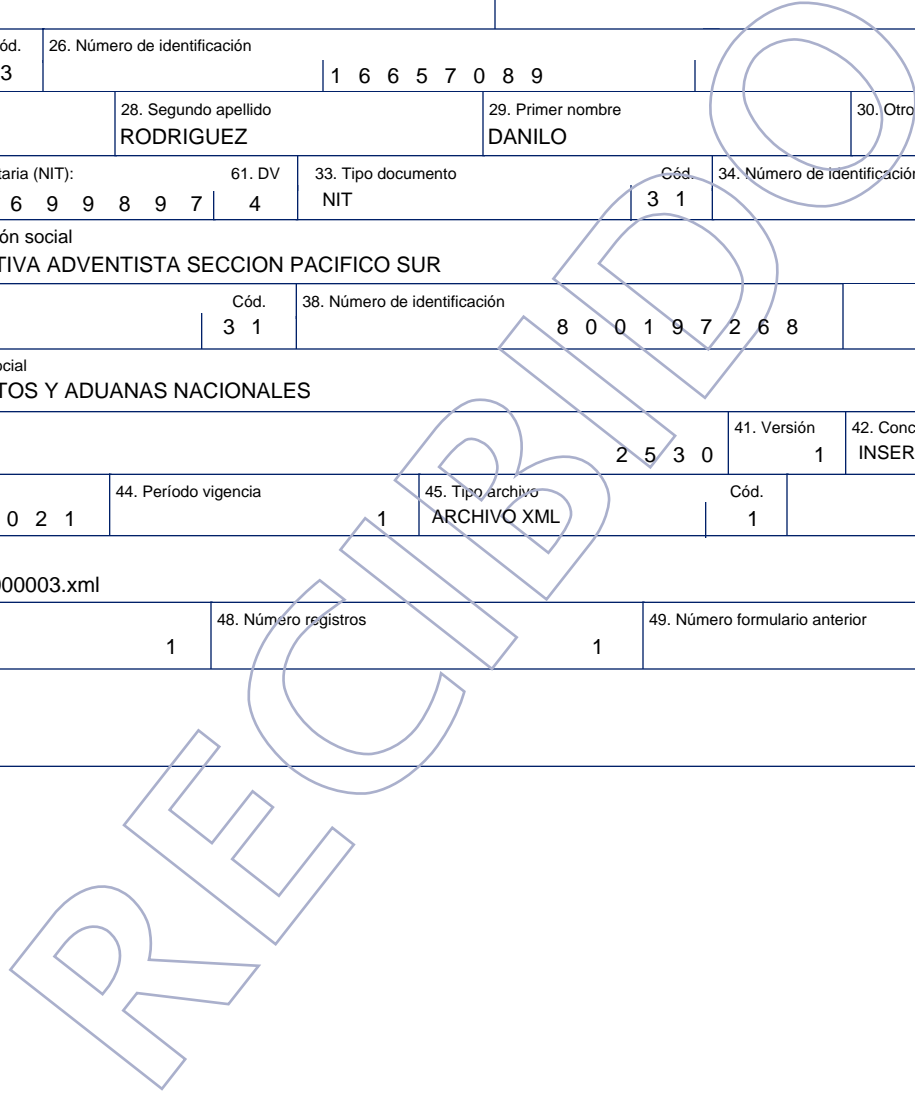 ód. 26. Número de identificación
3 1 6 6 5 7 0 8 9
28. Segundo apellido 29. Primer nombre 30. Otro
RODRIGUEZ DANILO
taria (NIT): 61. DV 33. Tipo documento Cód. 34. Número de identificación
6 9 9 8 9 7 4 NIT 3 1
ón social
TIVA ADVENTISTA SECCION PACIFICO SUR
Cód. 38. Número de identificación
3 1 8 0 0 1 9 7 2 6 8
ocial
TOS Y ADUANAS NACIONALES
41. Versión 42. Conc
2 5 3 0 1 INSER
44. Período vigencia 45. Tipo archivo Cód.
0 2 1 1 ARCHIVO XML 1
000003.xml
48. Número registros 49. Número formulario anterior
1 1
RECIBIDO